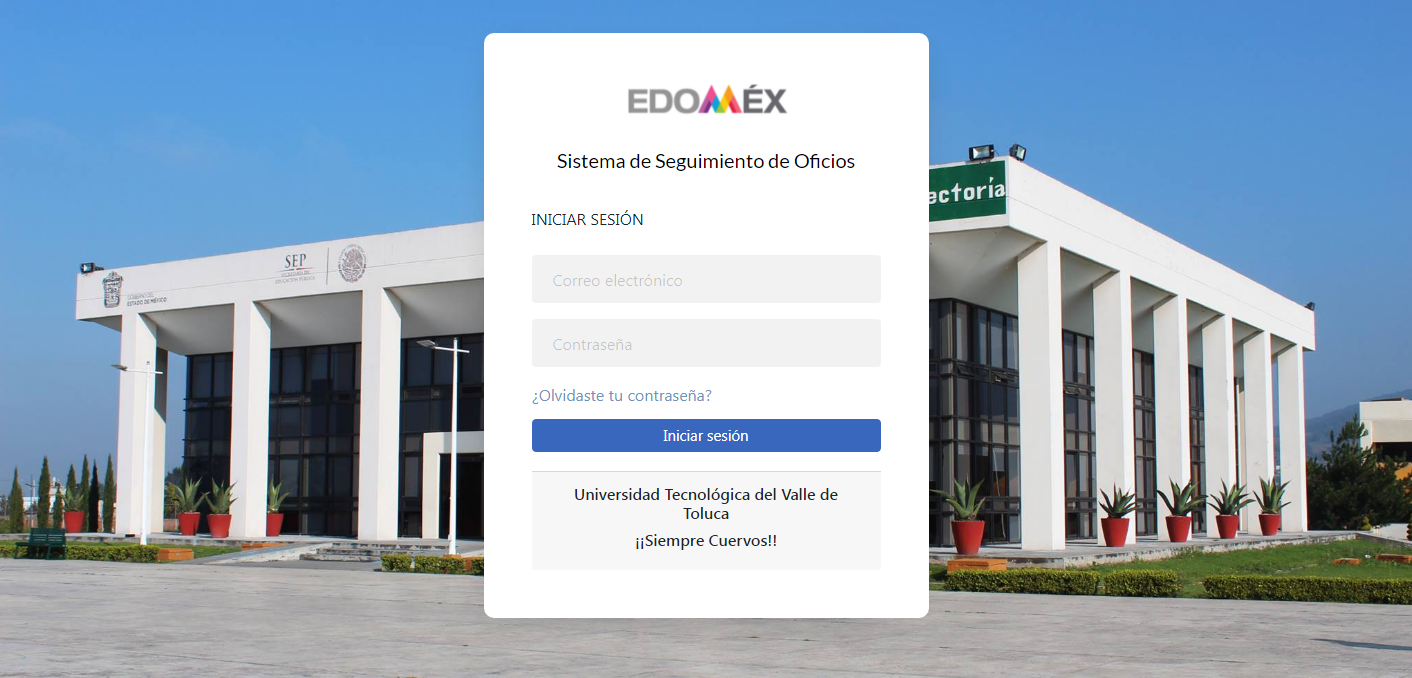 EDOMÉX
Sistema de Seguimiento de Oficios
INICIAR SESIÓN
Correo electrónico
Contraseña
¿Olvidaste tu contraseña?
Iniciar sesión
Universidad Tecnológica del Valle de
Toluca
¡¡Siempre Cuervos!!
ectoría
SEP
SECRETARÍA DE
EDUCACIÓN PÚBLICA
GOBIERNO DEL
ESTADO DE MÉXICO